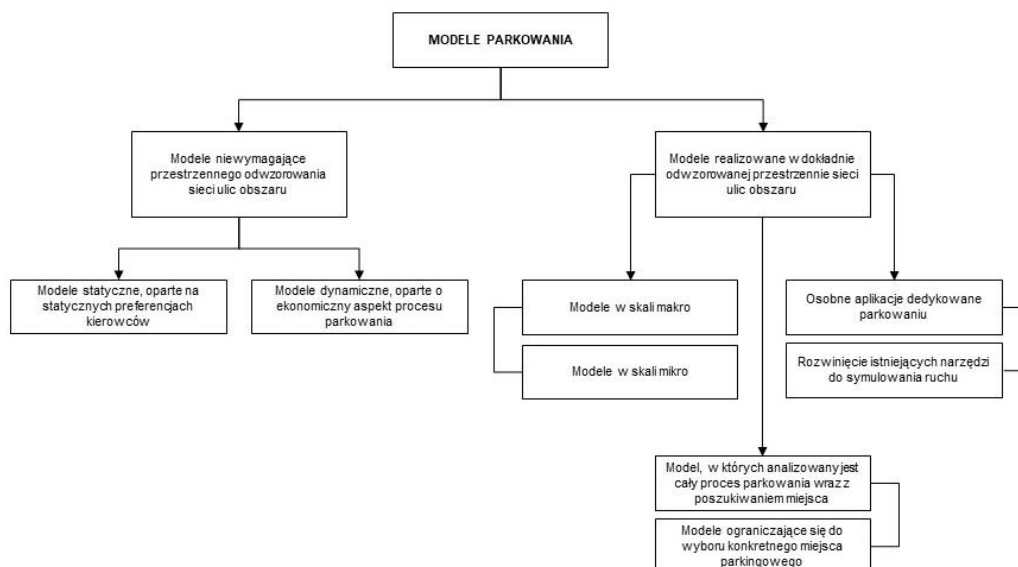 MODELE PARKOWANIA
Modele niewymagające
przestrzennego odwzorowania
sieci ulic obszaru
Modele realizowane w dokładnie
odwzorowanej przestrzennie sieci
ulic obszaru
Modele statyczne, oparte na
statycznych preferencjach
kierowców
Modele dynamiczne, oparte o
ekonomiczny aspekt procesu
parkowania
Modele w skali makro
Modele w skali mikro
Osobne aplikacje dedykowane
parkowaniu
Rozwinięcie istniejących narzędzi
do symulowania ruchu
Model, w których analizowany jest
cały proces parkowania wraz z
poszukiwaniem miejsca
Modele ograniczające się do
wyboru konkretnego miejsca
parkingowego